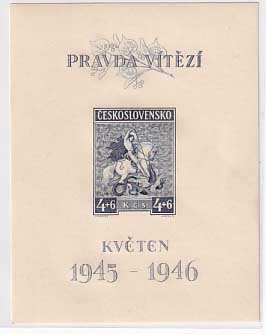 PRAVDA VÍTĚZÍ
ČESKOSLOVENSKO
4+6 KČS 4+6
KVĚTEN
1945 - 1946